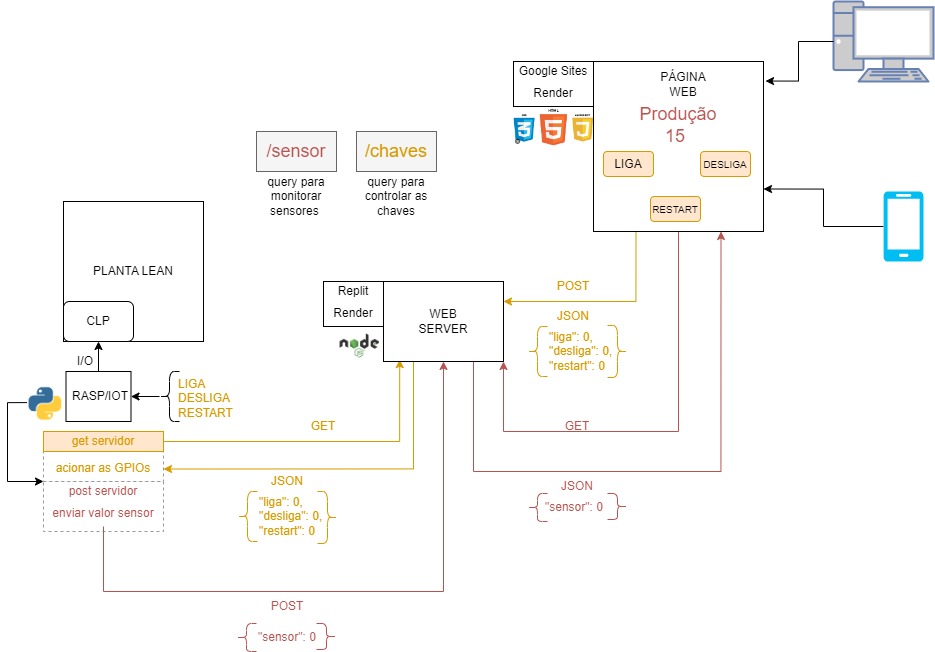 Google Sites
Render
PÁGINA
WEB
Produção
15
LIGA
DESLIGA
RESTART
3
5
/sensor
query para
monitorar
sensores
/chaves
query para
controlar as
chaves
PLANTA LEAN
CLP
I/O
RASP/IOT
LIGA
DESLIGA
RESTART
Replit
Render
node
JS
WEB
SERVER
POST
JSON
"liga": 0,
"desliga": 0,
"restart": 0
GET
GET
get servidor
acionar as GPIOs
post servidor
enviar valor sensor
JSON
"liga": 0,
"desliga": 0,
"restart": 0
JSON
"sensor": 0
POST
"sensor": 0